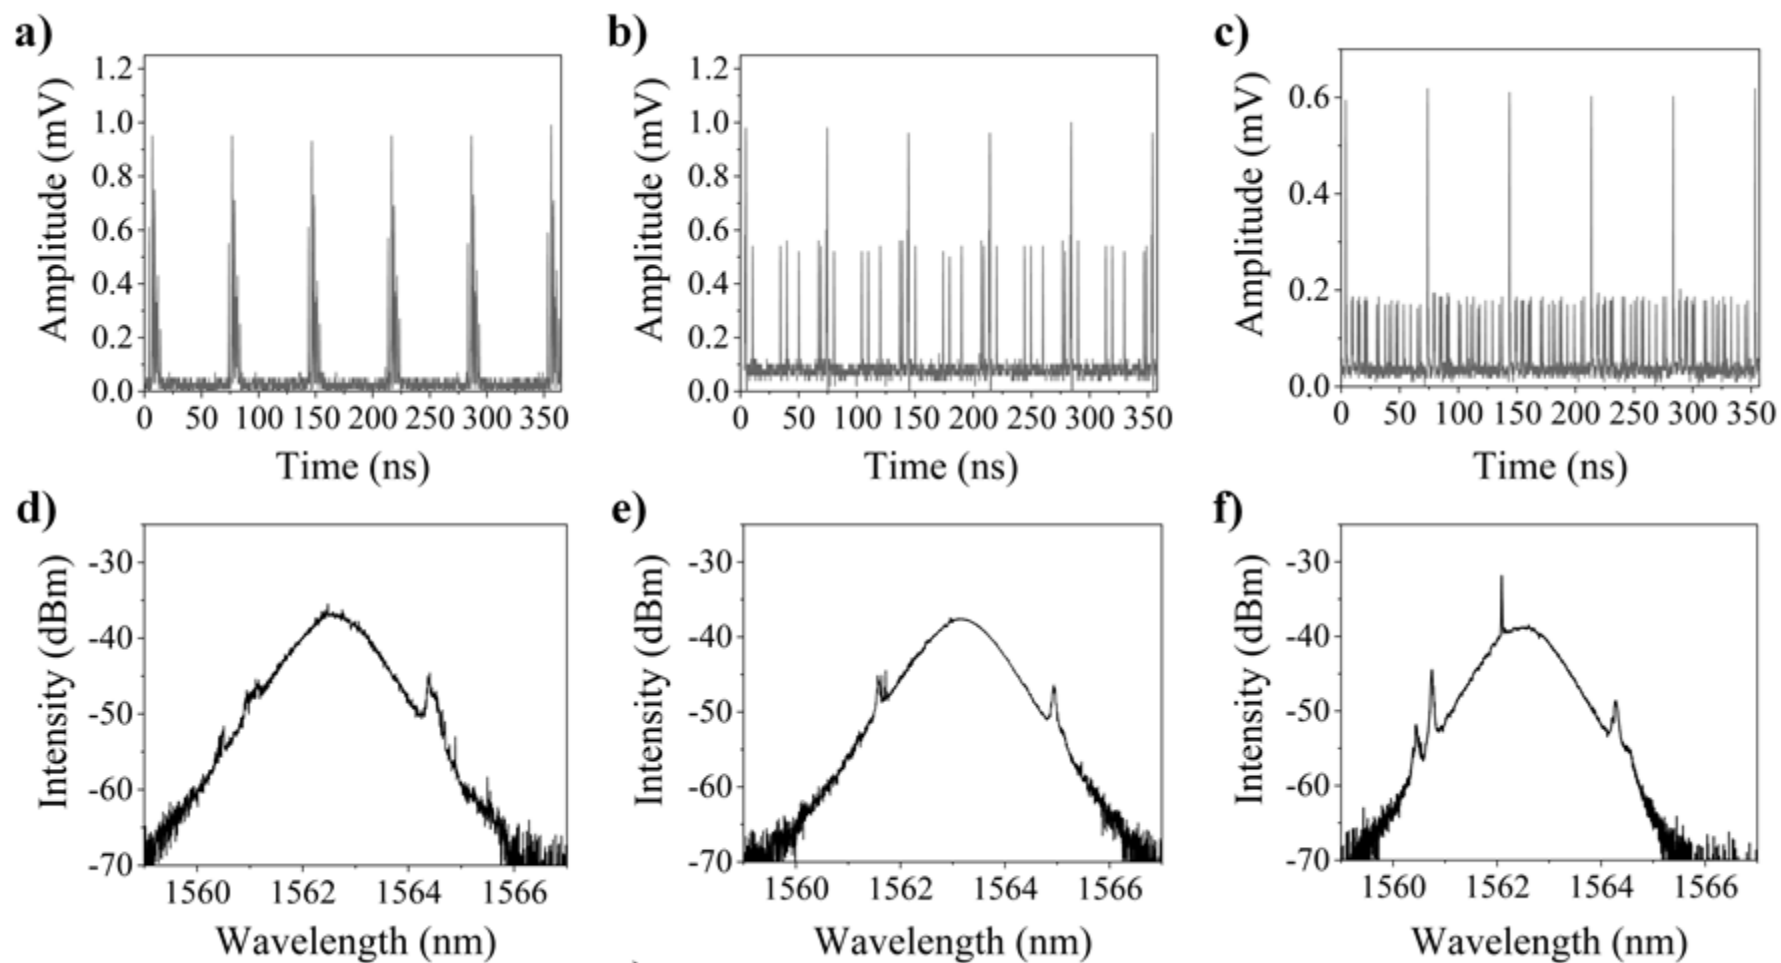 a)
1.2
1.0
0.8
0.6
0.4
0.2
0.0
Amplitude (mV)
0 50 100 150 200 250 300 350
Time (ns)
b)
1.2
1.0
0.8
0.6
0.4
0.2
0.0
Amplitude (mV)
0 50 100 150 200 250 300 350
Time (ns)
c)
0.6
0.4
0.2
0.0
Amplitude (mV)
0 50 100 150 200 250 300 350
Time (ns)
d)
-30
-40
-50
-60
-70
Intensity (dBm)
1560 1562 1564 1566
Wavelength (nm)
e)
-30
-40
-50
-60
-70
Intensity (dBm)
1560 1562 1564 1566
Wavelength (nm)
f)
-30
-40
-50
-60
-70
Intensity (dBm)
1560 1562 1564 1566
Wavelength (nm)